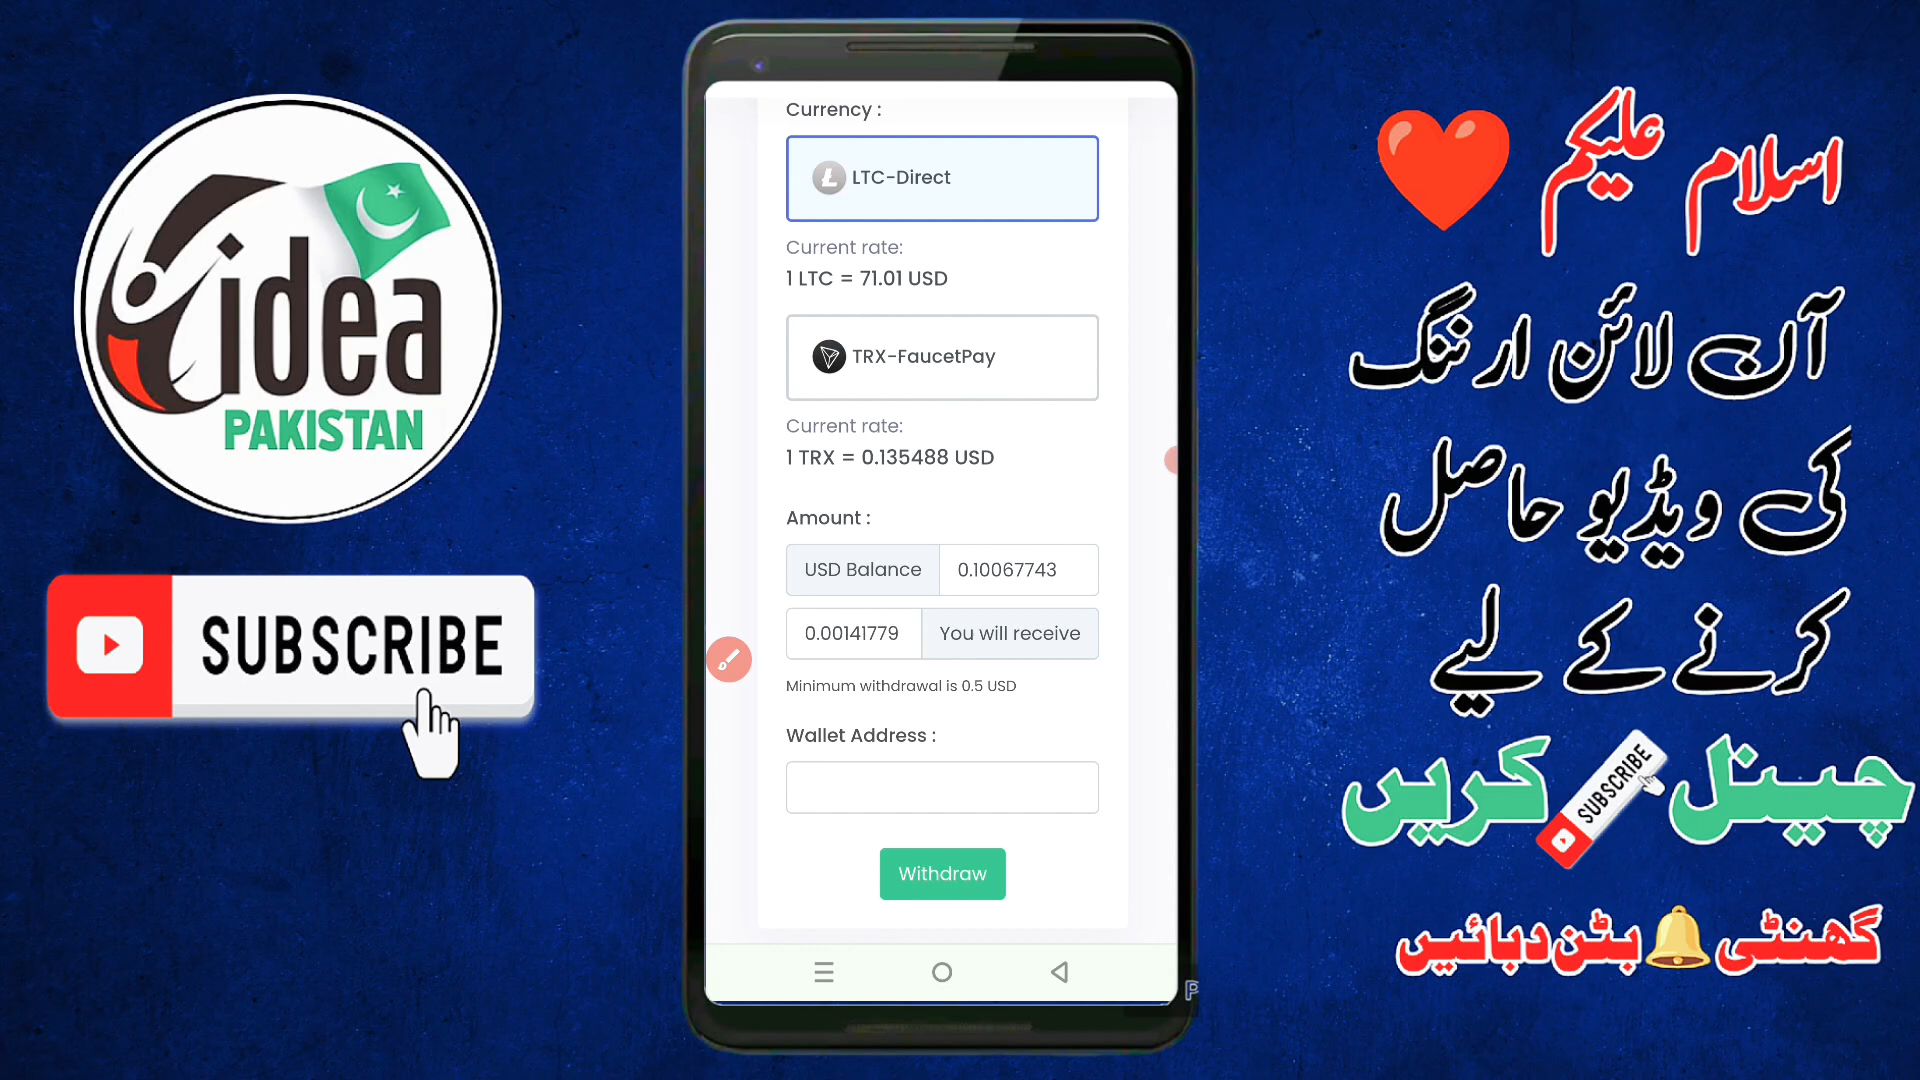 idea
PAKISTAN
SUBSCRIBE
Currency :
LTC-Direct
Current rate:
1 LTC = 71.01 USD
TRX-FaucetPay
Current rate:
1 TRX = 0.135488 USD
Amount :
USD Balance 0.10067743
0.00141779 You will receive
Minimum withdrawal is 0.5 USD
Wallet Address :
Withdraw
P
اسلام علیکم
آن لائن ارننگ
کی ویڈیو حاصل
کرنے کے لیے
چینل SUBSCRIBE کریں
گھنٹی بٹن دبائیں